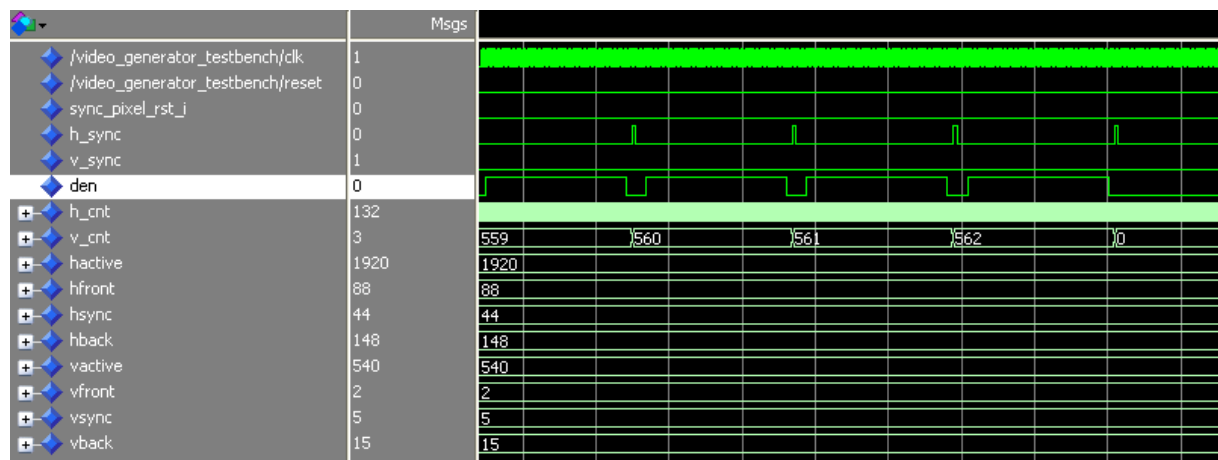 Msgs
/video_generator_testbench/clk 1
/video_generator_testbench/reset 0
sync_pixel_rst_i 0
h_sync 0
v_sync 1
den 0
h_cnt 132
v_cnt 3 559 560 561 562 0
hactive 1920 1920
hfront 88 88
hsync 44 44
hback 148 148
vactive 540 540
vfront 2 2
vsync 5 5
vback 15 15